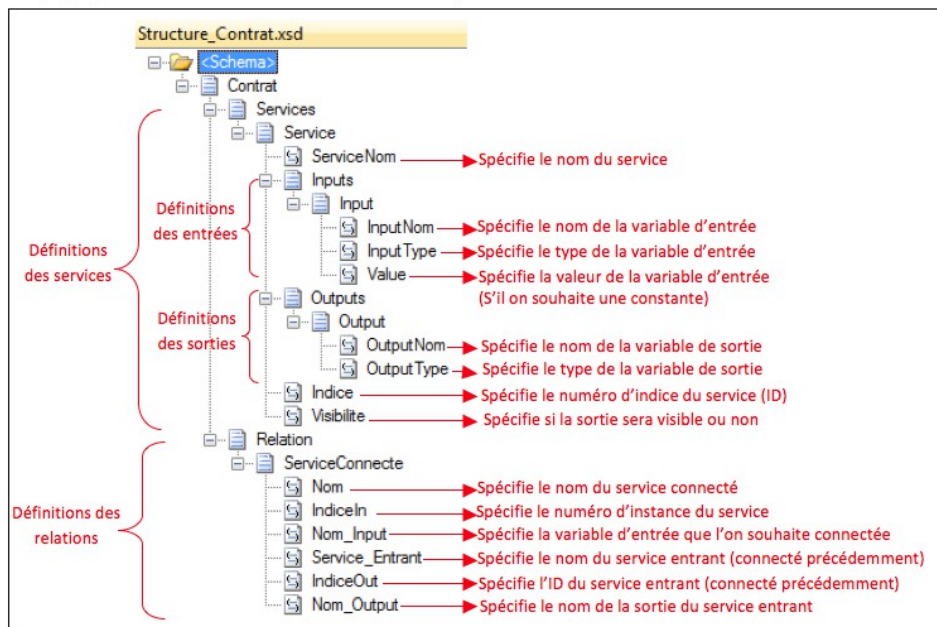 Structure_Contrat.xsd
<Schema>
Contrat
Services
Service
ServiceNom
Spécifie le nom du service
Inputs
Définitions
des entrées
Input
InputNom
Spécifie le nom de la variable d'entrée
InputType
Spécifie le type de la variable d'entrée
Value
Spécifie la valeur de la variable d'entrée
(S'il on souhaite une constante)
Définitions
des services
Outputs
Définitions
des sorties
Output
OutputNom
Spécifie le nom de la variable de sortie
OutputType
Spécifie le type de la variable de sortie
Indice
Spécifie le numéro d'indice du service (ID)
Visibilite
Spécifie si la sortie sera visible ou non
Relation
ServiceConnecte
Définitions des
relations
Nom
Spécifie le nom du service connecté
IndiceIn
Spécifie le numéro d'instance du service
Nom_Input
Spécifie la variable d'entrée que l'on souhaite connectée
Service_Entrant
Spécifie le nom du service entrant (connecté précédemment)
IndiceOut
Spécifie l'ID du service entrant (connecté précédemment)
Nom_Output
Spécifie le nom de la sortie du service entrant